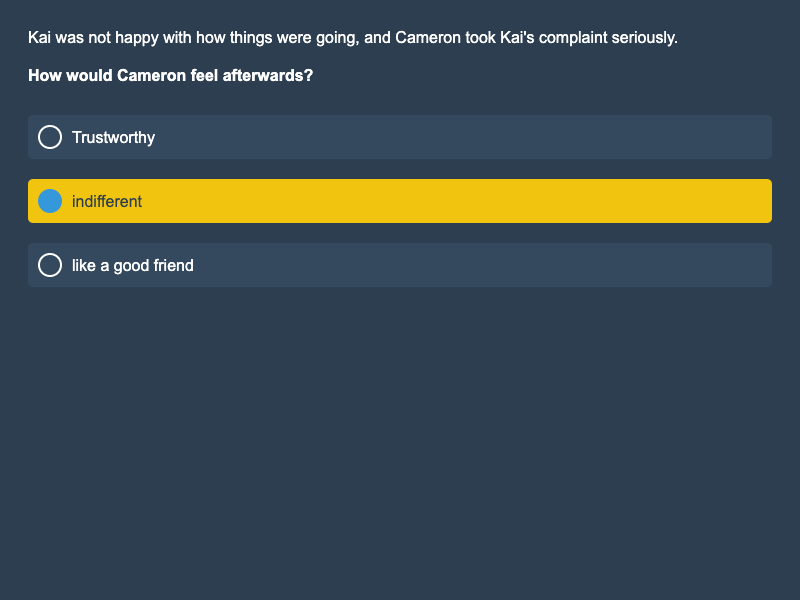 Kai was not happy with how things were going, and Cameron took Kai's complaint seriously.
How would Cameron feel afterwards?
Trustworthy
indifferent
like a good friend